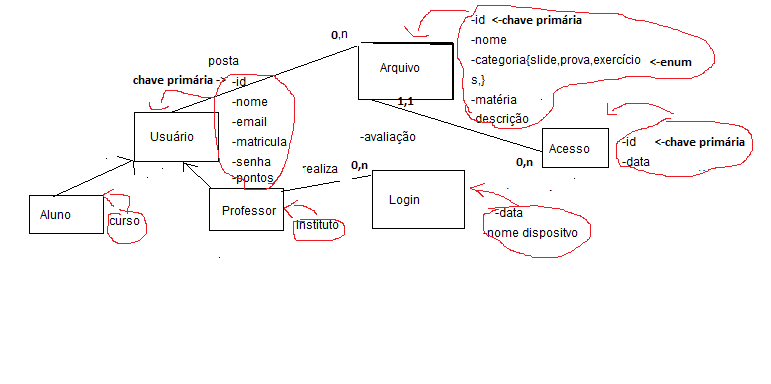 0,n
posta
chave primária ->
-id
-nome
-email
-matricula
-senha
-pontos
Usuário
Arquivo
1,1
-id <-chave primária
-nome
-categoria{slide,prova,exercício <-enum
s,}
-matéria
-descrição
-avaliação
0,n
Acesso
-id <-chave primária
-data
realiza
0,n
Login
-data
-nome dispositvo
Aluno
curso
Professor
Instituto